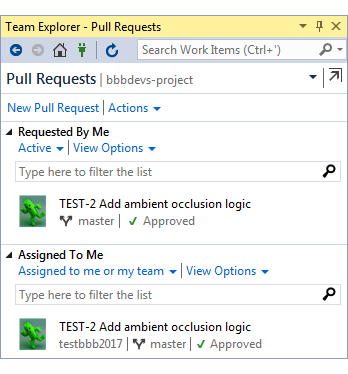 Team Explorer - Pull Requests
Search Work Items (Ctrl+')
Pull Requests | bbbdevs-project
New Pull Request | Actions
Requested By Me
Active | View Options
Type here to filter the list
TEST-2 Add ambient occlusion logic
master | ✓ Approved
Assigned To Me
Assigned to me or my team | View Options
Type here to filter the list
TEST-2 Add ambient occlusion logic
testbbb2017 | master | ✓ Approved